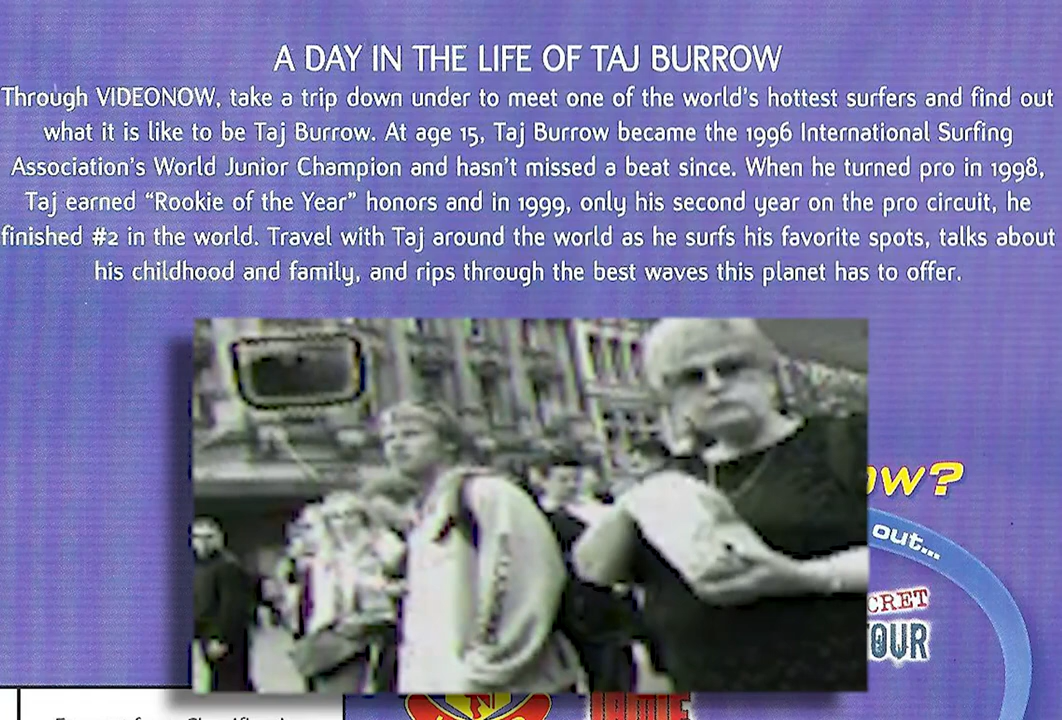 A DAY IN THE LIFE OF TAJ BURROW
Through VIDEONOW, take a trip down under to meet one of the world's hottest surfers and find out
what it is like to be Taj Burrow. At age 15, Taj Burrow became the 1996 International Surfing
Association's World Junior Champion and hasn't missed a beat since. When he turned pro in 1998,
Taj earned “Rookie of the Year” honors and in 1999, only his second year on the pro circuit, he
finished #2 in the world. Travel with Taj around the world as he surfs his favorite spots, talks about
his childhood and family, and rips through the best waves this planet has to offer.
out...